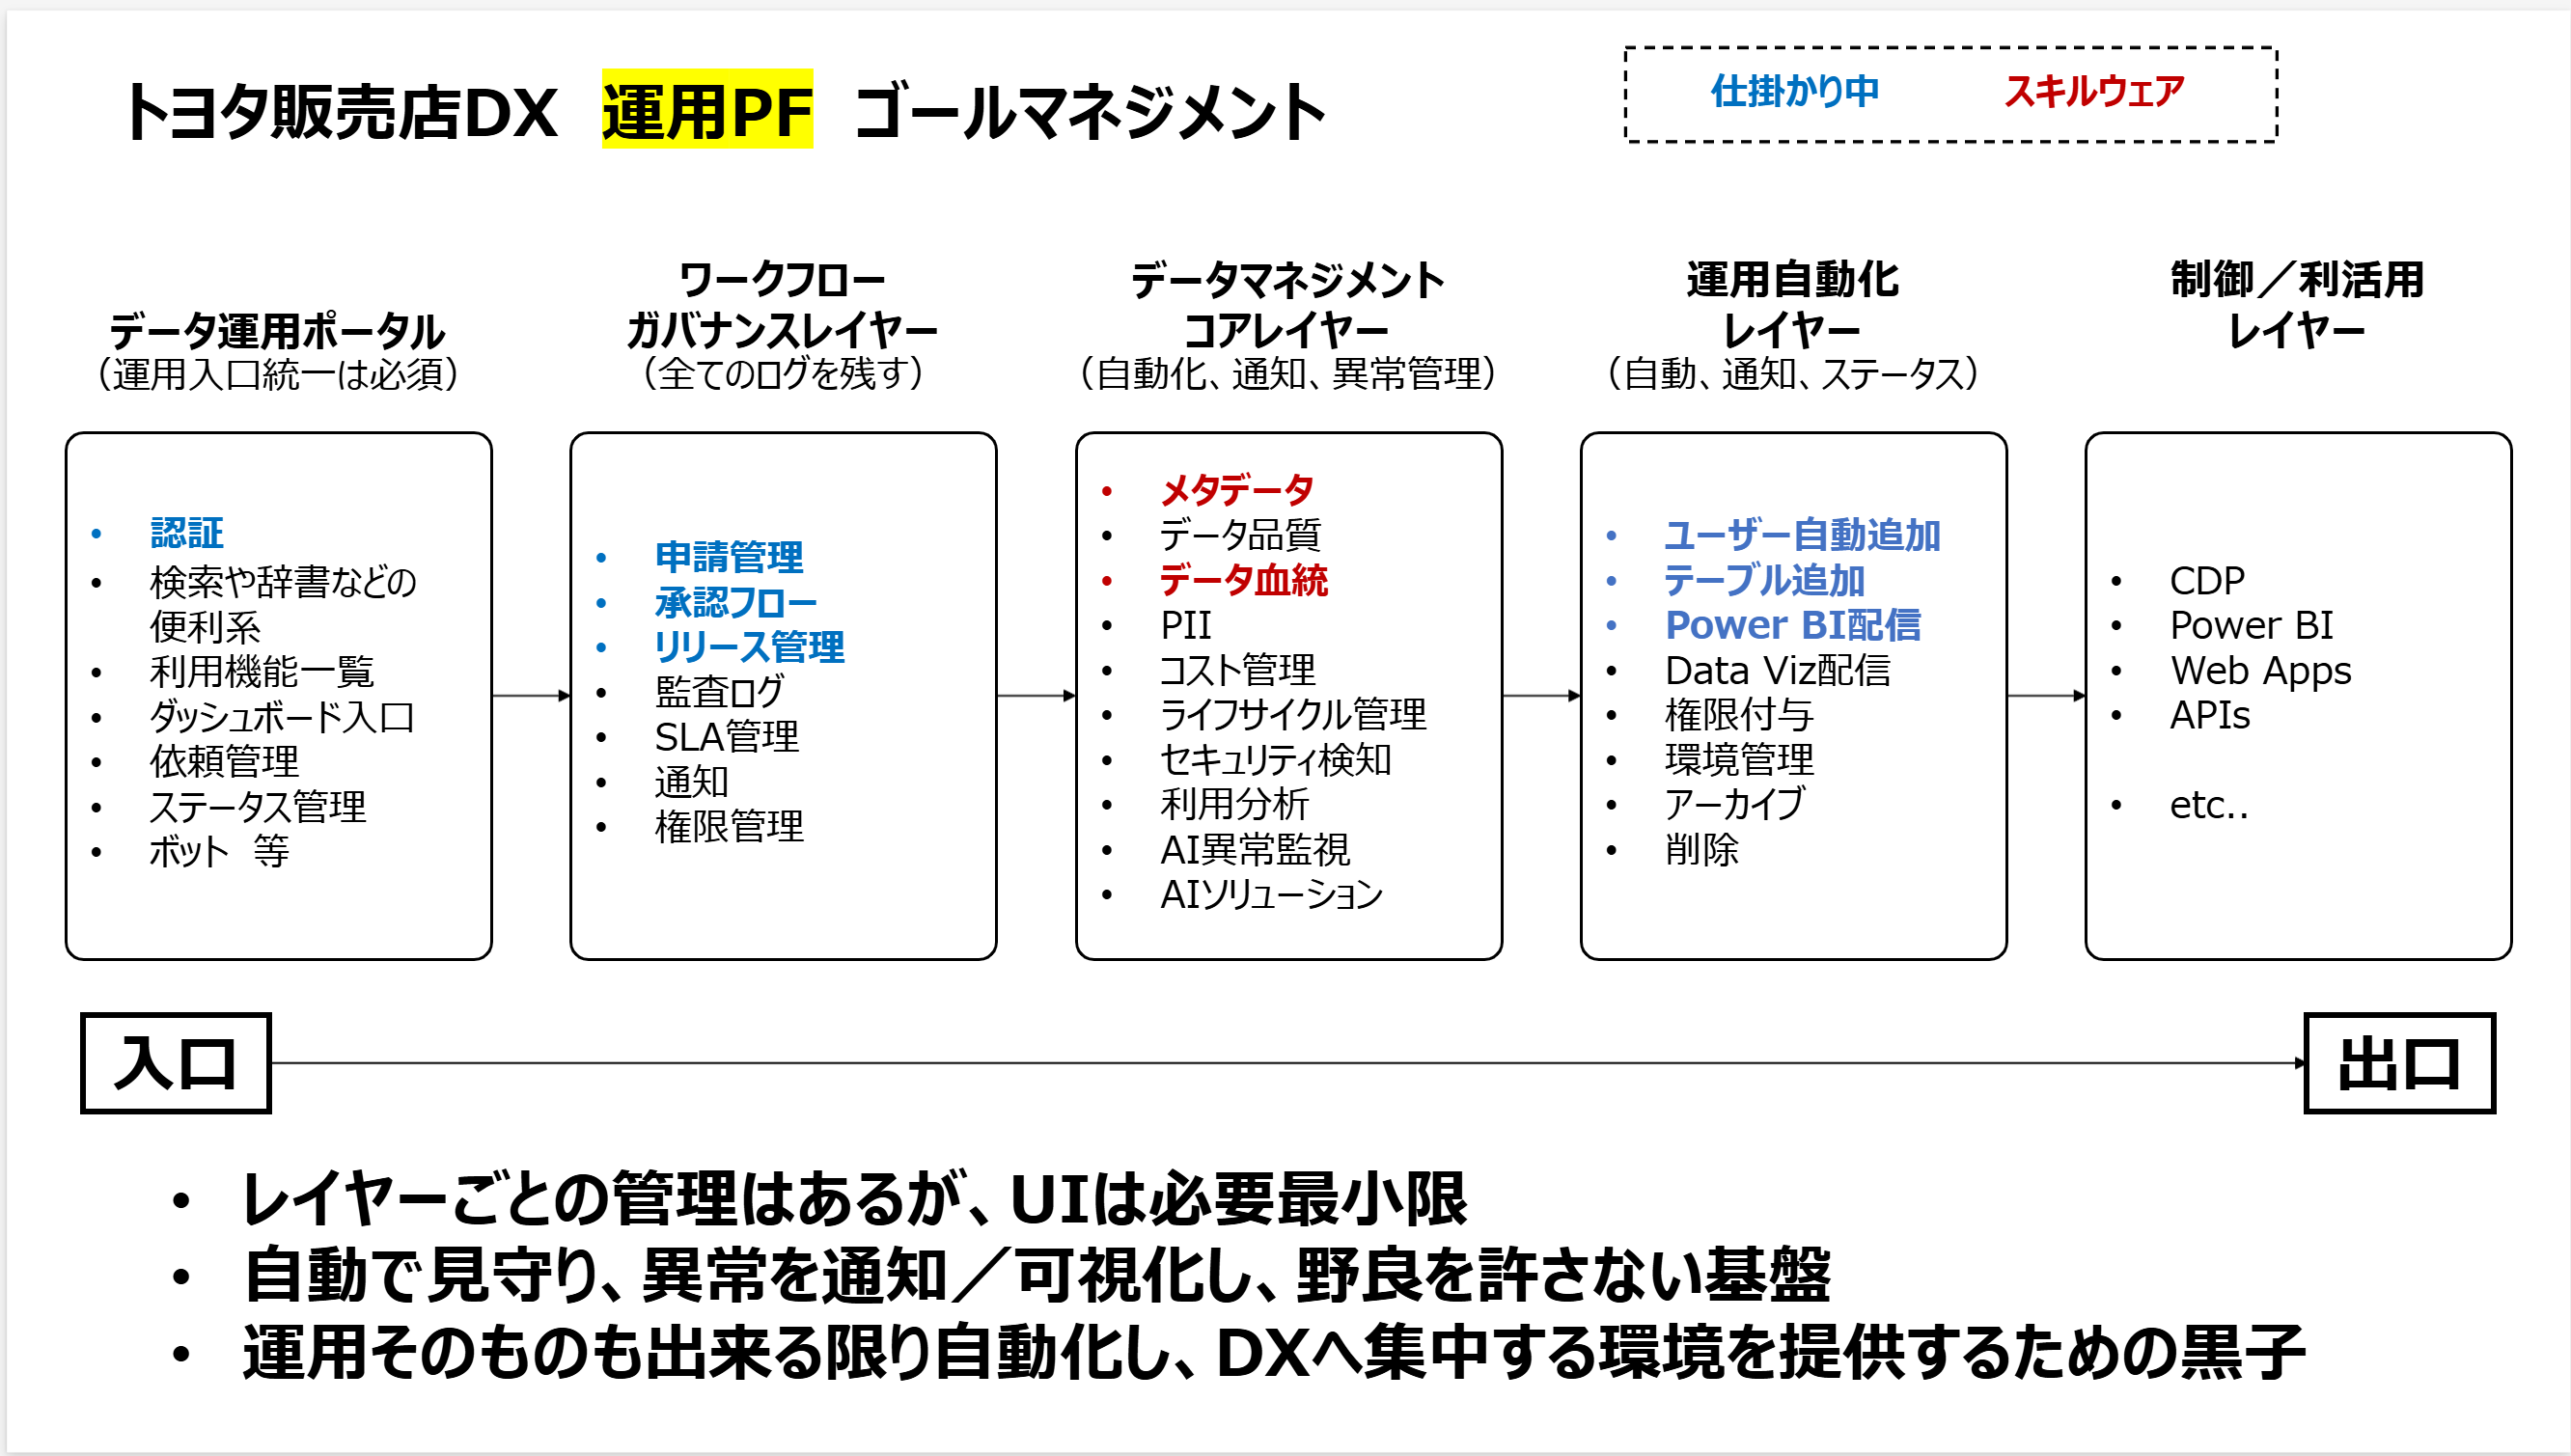 トヨタ販売店DX　運用PF　ゴールマネジメント
仕掛かり中　スキルウェア
データ運用ポータル
（運用入口統一は必須）
• 認証
• 検索や辞書などの
便利系
• 利用機能一覧
• ダッシュボード入口
• 依頼管理
• ステータス管理
• ボット　等
ワークフロー
ガバナンスレイヤー
（全てのログを残す）
• 申請管理
• 承認フロー
• リリース管理
• 監査ログ
• SLA管理
• 通知
• 権限管理
データマネジメント
コアレイヤー
（自動化、通知、異常管理）
• メタデータ
• データ品質
• データ血統
• PII
• コスト管理
• ライフサイクル管理
• セキュリティ検知
• 利用分析
• AI異常監視
• AIソリューション
運用自動化
レイヤー
（自動、通知、ステータス）
• ユーザー自動追加
• テーブル追加
• Power BI配信
• Data Viz配信
• 権限付与
• 環境管理
• アーカイブ
• 削除
制御／利活用
レイヤー
• CDP
• Power BI
• Web Apps
• APIs
• etc..
入口
出口
• レイヤーごとの管理はあるが、UIは必要最小限
• 自動で見守り、異常を通知／可視化し、野良を許さない基盤
• 運用そのものも出来る限り自動化し、DXへ集中する環境を提供するための黒子